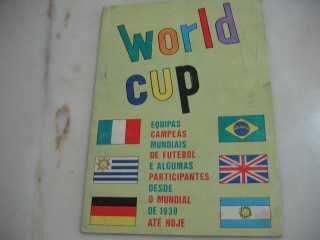 world
cup
EQUIPAS
CAMPEÃS
MUNDIAIS
DE FUTEBOL
E ALGUMAS
PARTICIPANTES
DESDE
O MUNDIAL
DE 1930
ATÉ HOJE